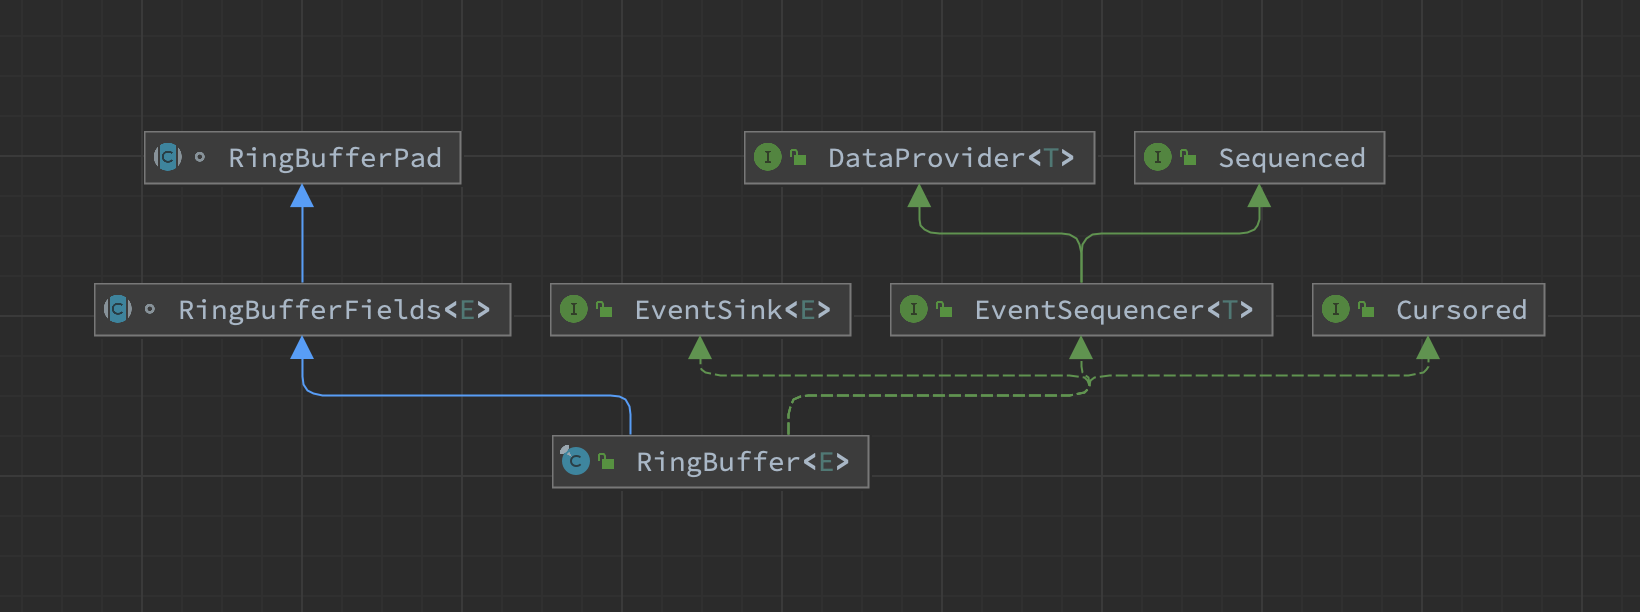 RingBufferPad
DataProvider<T>
Sequenced
RingBufferFields<E>
EventSink<E>
EventSequencer<T>
Cursored
RingBuffer<E>